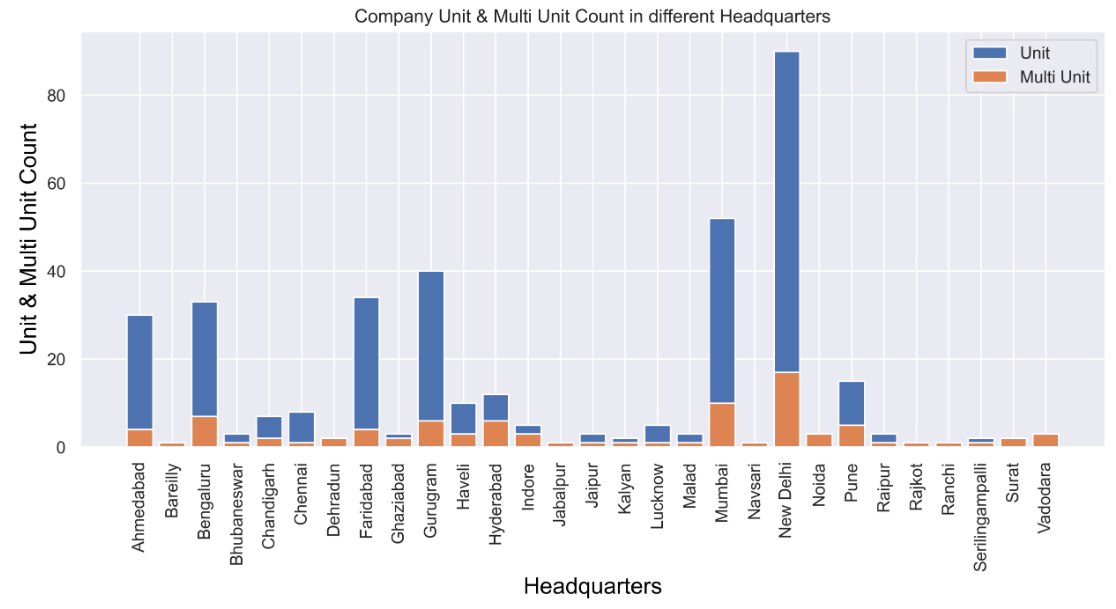 Company Unit & Multi Unit Count in different Headquarters
Unit
Multi Unit
Unit & Multi Unit Count
80
60
40
20
0
Ahmedabad
Bareilly
Bengaluru
Bhubaneswar
Chandigarh
Chennai
Dehradun
Faridabad
Ghaziabad
Gurugram
Haveli
Hyderabad
Indore
Jabalpur
Jaipur
Kalyan
Lucknow
Malad
Mumbai
Navsari
New Delhi
Noida
Pune
Raipur
Rajkot
Ranchi
Serilingampalli
Surat
Vadodara
Headquarters